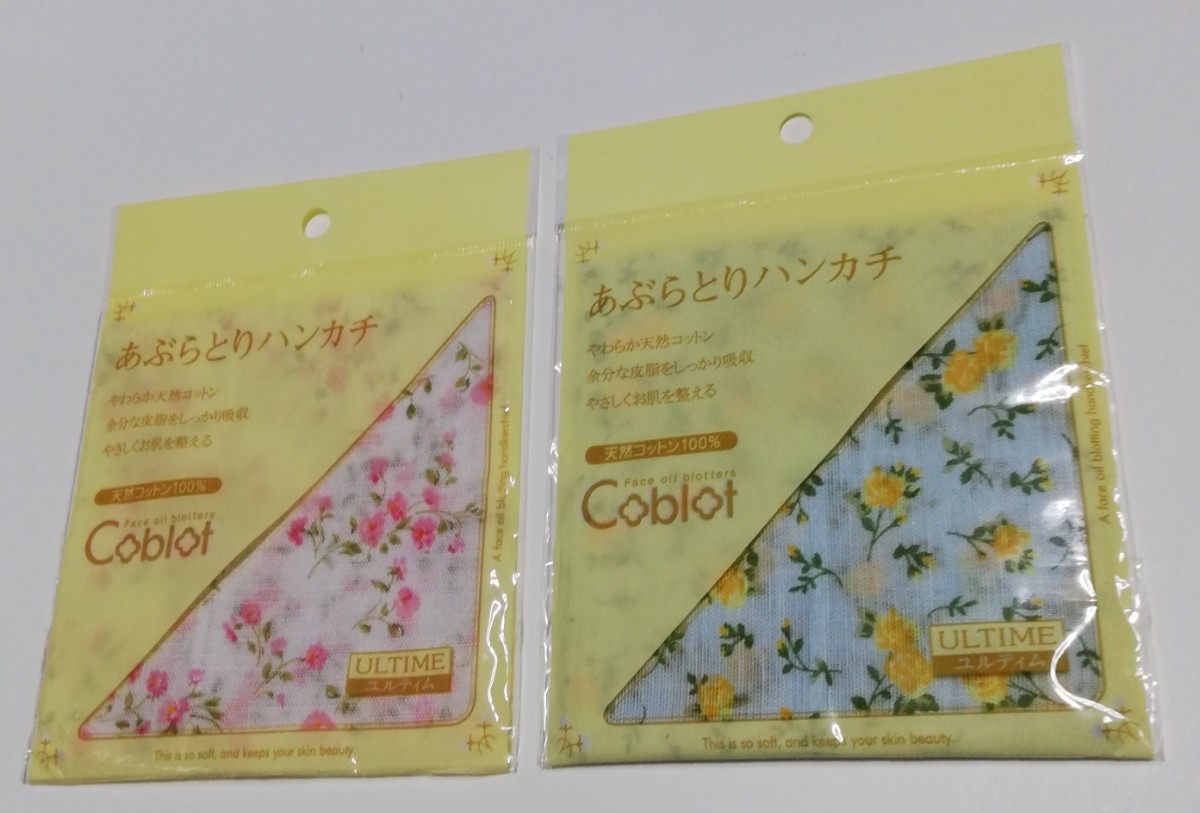 あぶらとりハンカチ
やわらか天然コットン
余分な皮脂をしっかり吸収
やさしくお肌を整える
天然コットン100%
Face oil blotters
Coblot
A face oil blotting handkerchief
ULTIME
ユルティム
This is so soft, and keeps your skin beauty.
あぶらとりハンカチ
やわらか天然コットン
余分な皮脂をしっかり吸収
やさしくお肌を整える
天然コットン100%
Face oil blotters
Coblot
A face oil blotting handkerchief
ULTIME
ユルティム
This is so soft, and keeps your skin beauty.